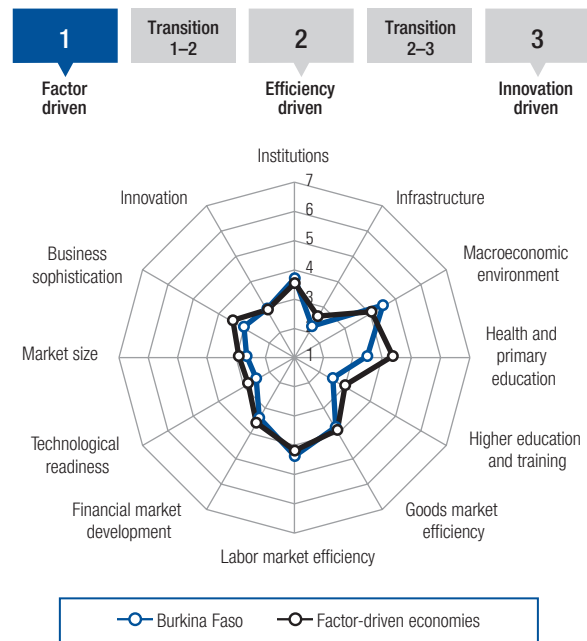 1
Transition
1–2
2
Transition
2–3
3
Factor
driven
Efficiency
driven
Innovation
driven
Institutions
7
Innovation
6
Infrastructure
5
Business
sophistication
4
Macroeconomic
environment
3
Market size
1
Health and
primary
education
Technological
readiness
Higher education
and training
Financial market
development
Goods market
efficiency
Labor market efficiency
Burkina Faso
Factor-driven economies